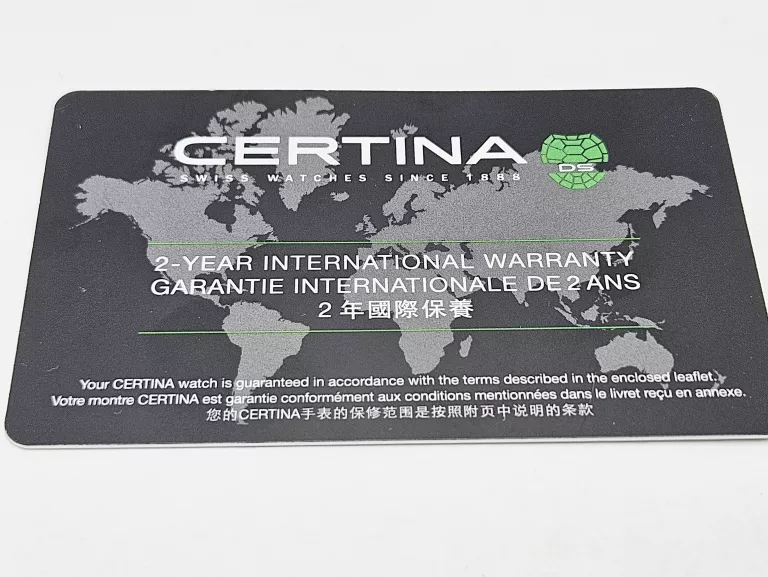 CERTINA
DS
SWISS WATCHES SINCE 1888
2-YEAR INTERNATIONAL WARRANTY
GARANTIE INTERNATIONALE DE 2 ANS
2 年國際保養
Your CERTINA watch is guaranteed in accordance with the terms described in the enclosed leaflet.
Votre montre CERTINA est garantie conformément aux conditions mentionnées dans le livret reçu en annexe.
您的CERTINA手表的保修范围是按照附页中说明的条款